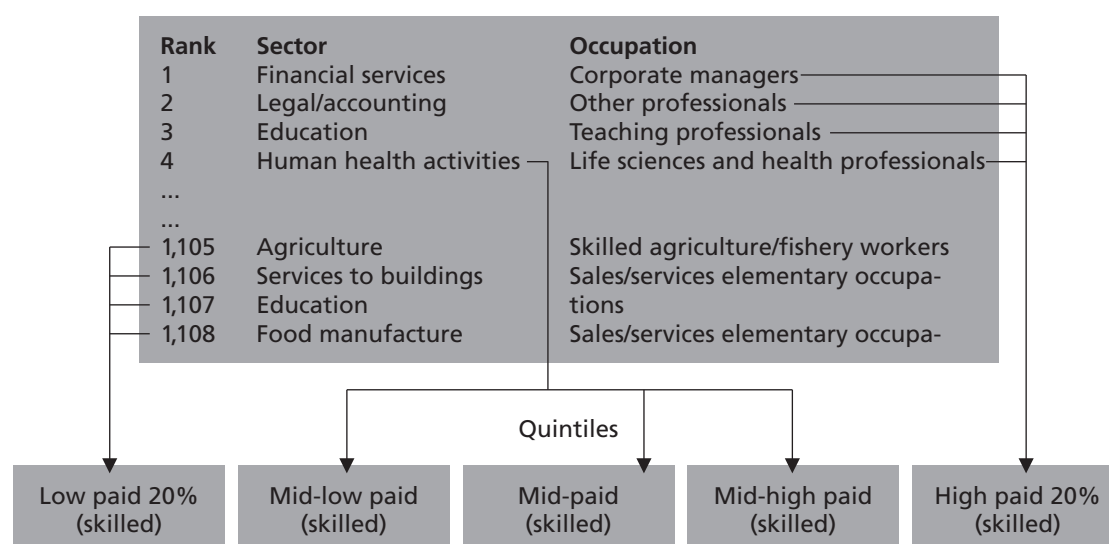 Rank Sector Occupation
1 Financial services Corporate managers
2 Legal/accounting Other professionals
3 Education Teaching professionals
4 Human health activities Life sciences and health professionals
...
...
1,105 Agriculture Skilled agriculture/fishery workers
1,106 Services to buildings Sales/services elementary occupa-
1,107 Education tions
1,108 Food manufacture Sales/services elementary occupa-
Quintiles
Low paid 20% Mid-low paid Mid-paid Mid-high paid High paid 20%
(skilled) (skilled) (skilled) (skilled) (skilled)